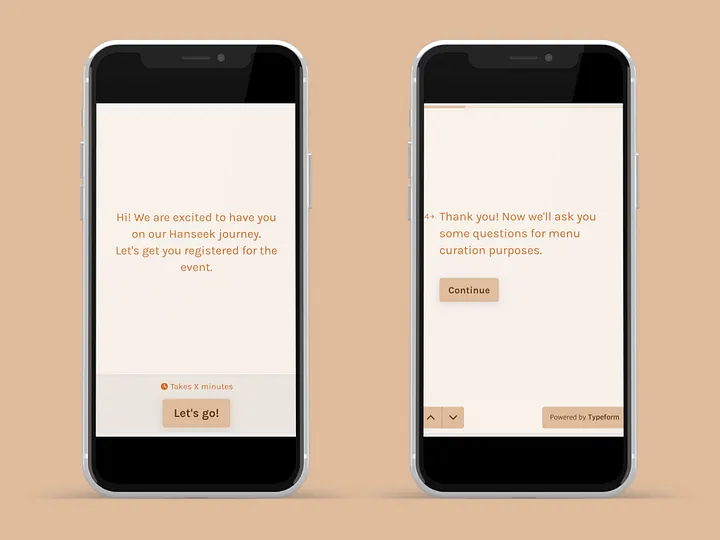 Hi! We are excited to have you
on our Hanseek journey.
Let's get you registered for the
event.
Takes X minutes
Let's go!
4+ Thank you! Now we'll ask you
some questions for menu
curation purposes.
Continue
Powered by Typeform